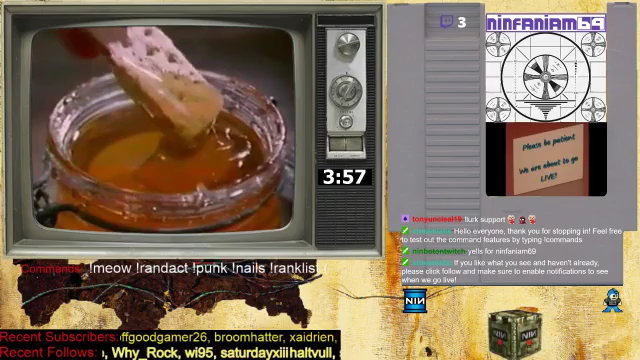 3
NINFANIAM69
Please be patient
We are about to go
LIVE!
3:57
lurk support
Hello everyone, thank you for stopping in! Feel free
to test out the command features by typing !commands
yells for ninfaniam69
If you like what you see and haven't already,
please click follow and make sure to enable notifications to see
when we go live!
Commands: !meow !randact !punk !nails !ranklist
NIN
NIN
Recent Subscribers: ffgoodgamer26, broomhatter, xaidrien,
Recent Follows: , Why_Rock, wi95, saturdayxiiihaltvull,